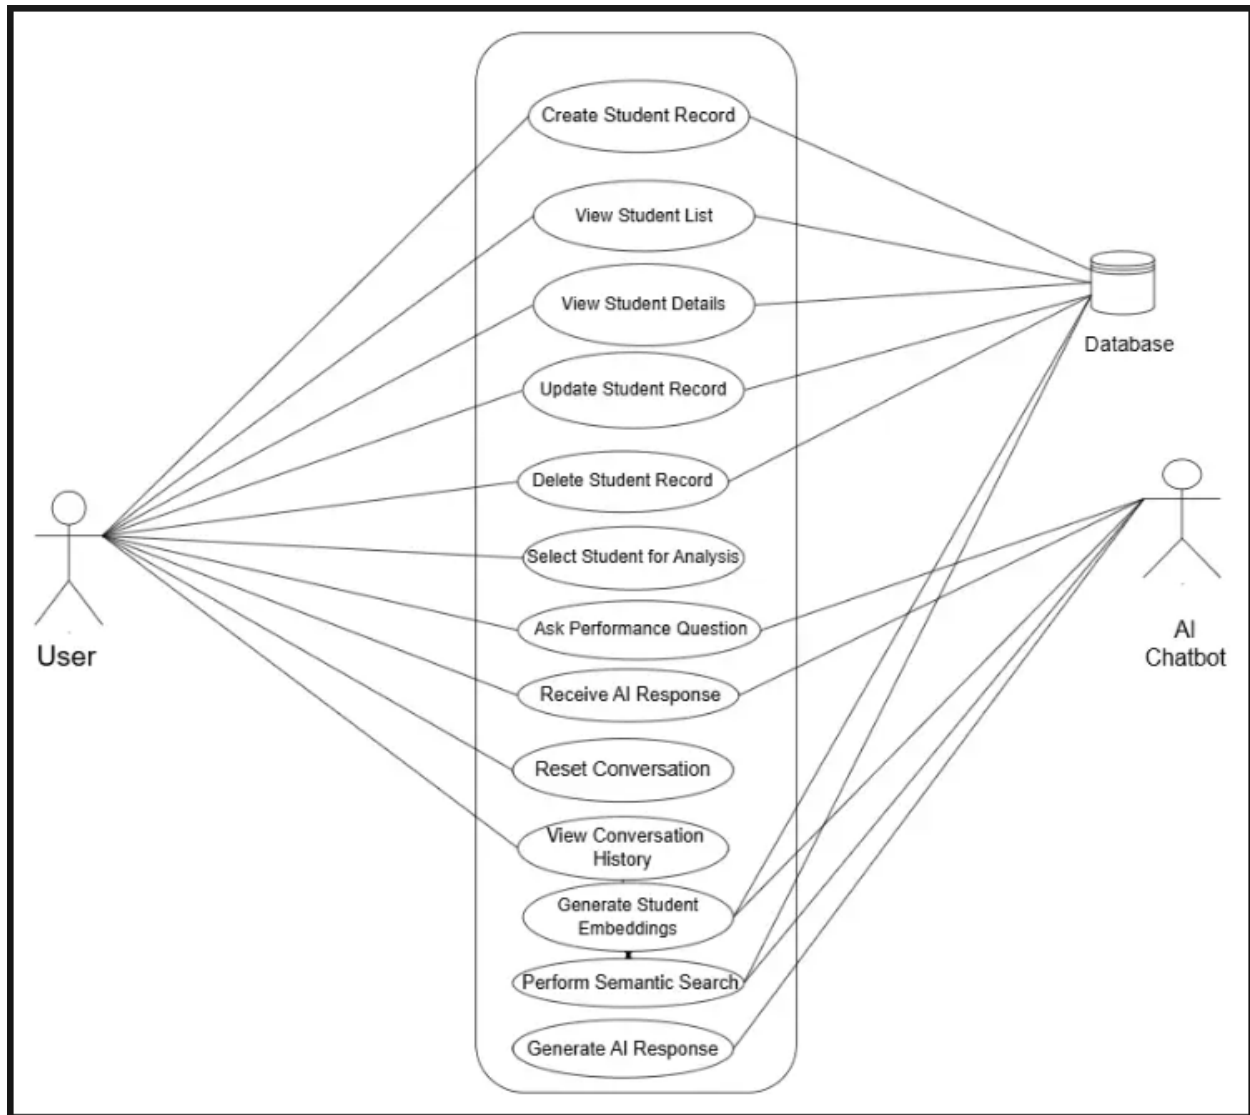 Create Student Record
View Student List
View Student Details
Database
Update Student Record
Delete Student Record
Select Student for Analysis
Ask Performance Question
AI
Chatbot
User
Receive AI Response
Reset Conversation
View Conversation
History
Generate Student
Embeddings
Perform Semantic Search
Generate AI Response